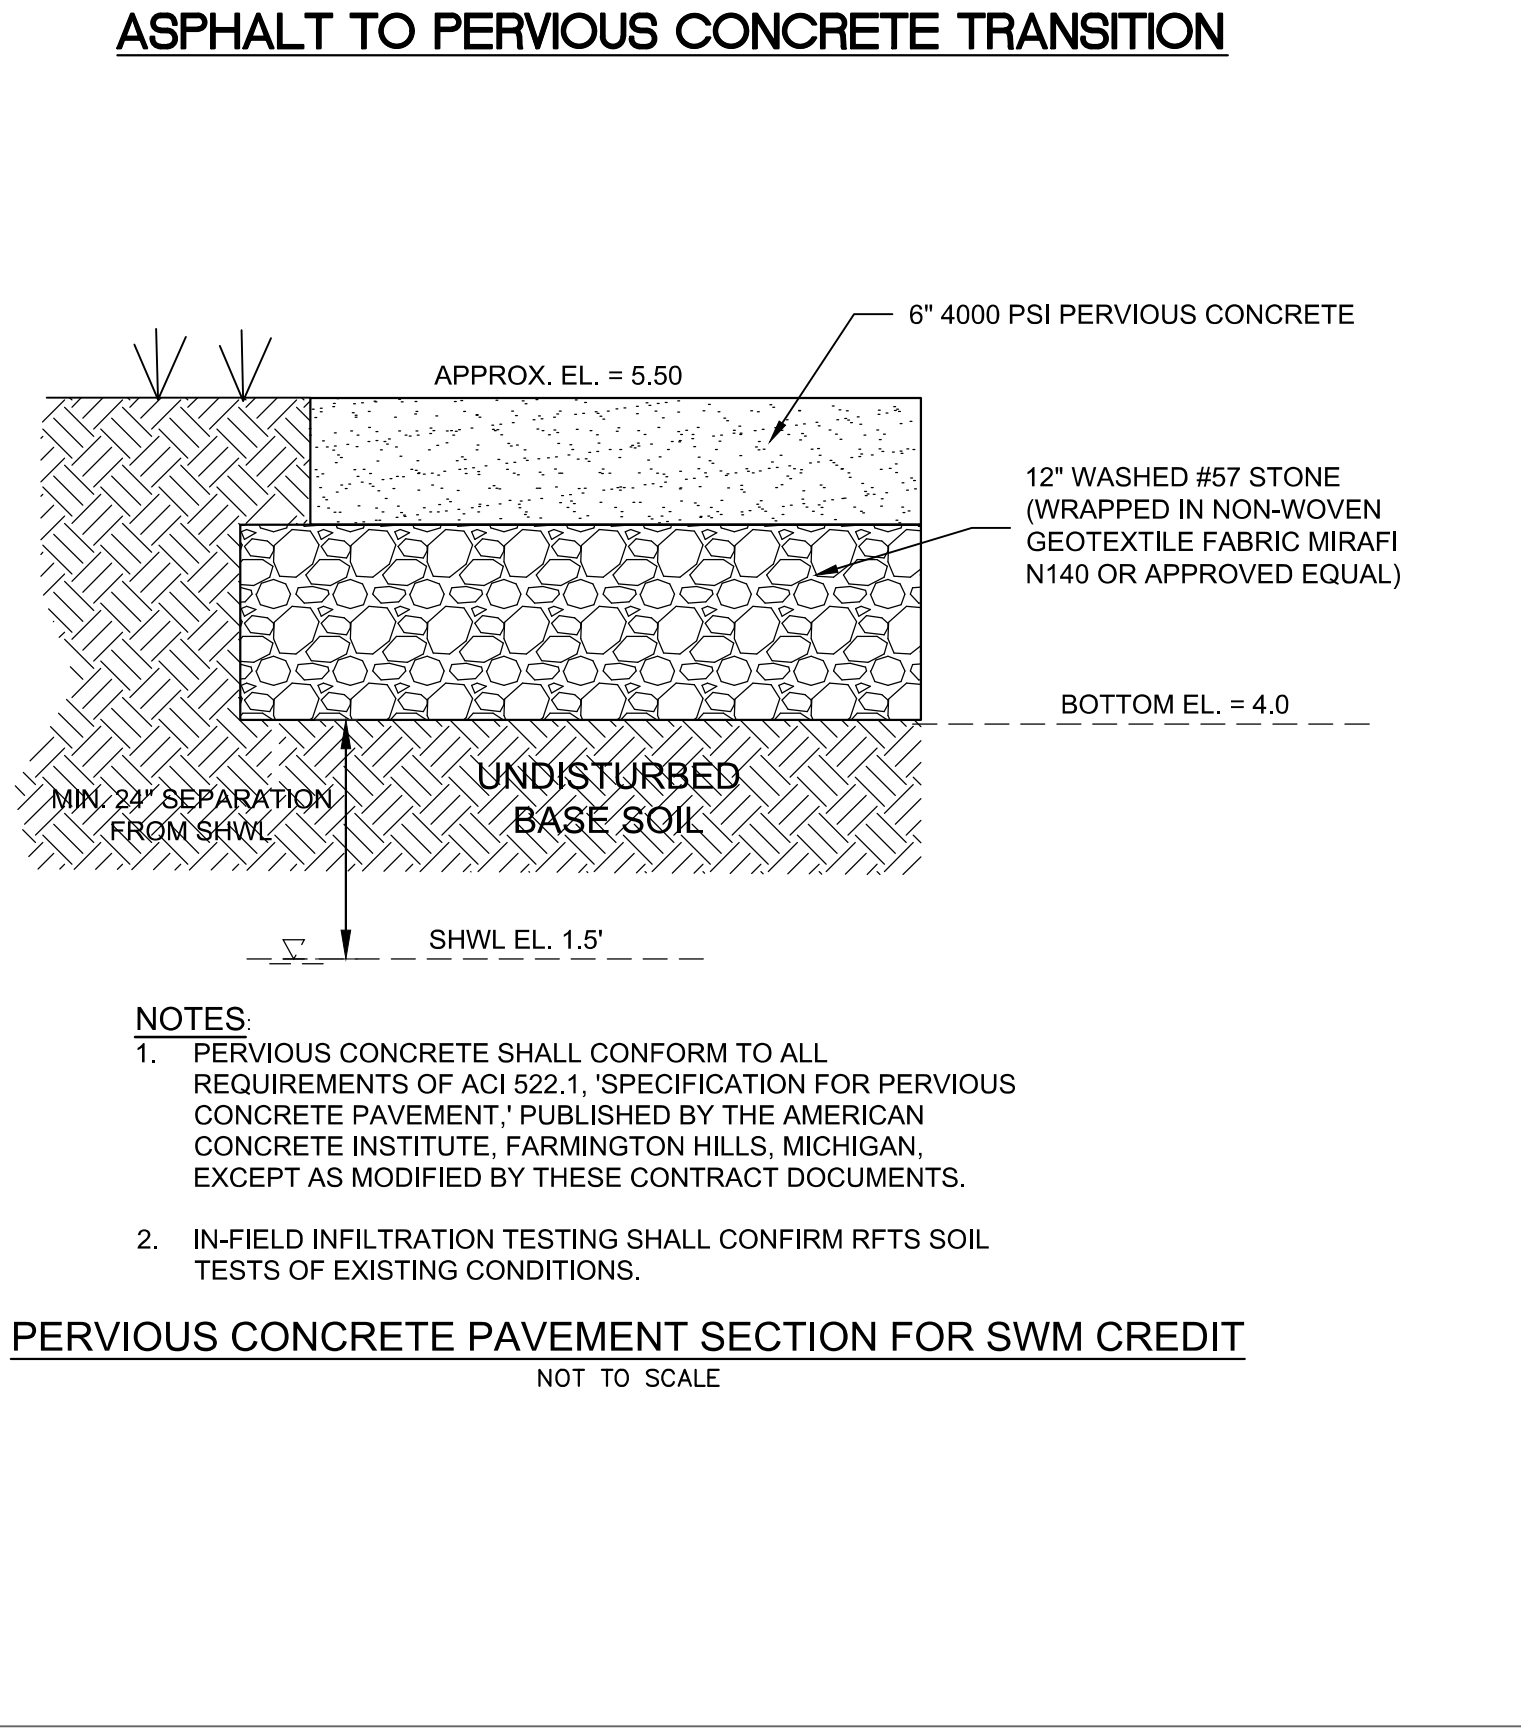 ASPHALT TO PERVIOUS CONCRETE TRANSITION
6" 4000 PSI PERVIOUS CONCRETE
APPROX. EL. = 5.50
12" WASHED #57 STONE
(WRAPPED IN NON-WOVEN
GEOTEXTILE FABRIC MIRAFI
N140 OR APPROVED EQUAL)
BOTTOM EL. = 4.0
UNDISTURBED
BASE SOIL
MIN. 24" SEPARATION
FROM SHWL
SHWL EL. 1.5'
NOTES:
1. PERVIOUS CONCRETE SHALL CONFORM TO ALL
REQUIREMENTS OF ACI 522.1, 'SPECIFICATION FOR PERVIOUS
CONCRETE PAVEMENT,' PUBLISHED BY THE AMERICAN
CONCRETE INSTITUTE, FARMINGTON HILLS, MICHIGAN,
EXCEPT AS MODIFIED BY THESE CONTRACT DOCUMENTS.
2. IN-FIELD INFILTRATION TESTING SHALL CONFIRM RFTS SOIL
TESTS OF EXISTING CONDITIONS.
PERVIOUS CONCRETE PAVEMENT SECTION FOR SWM CREDIT
NOT TO SCALE